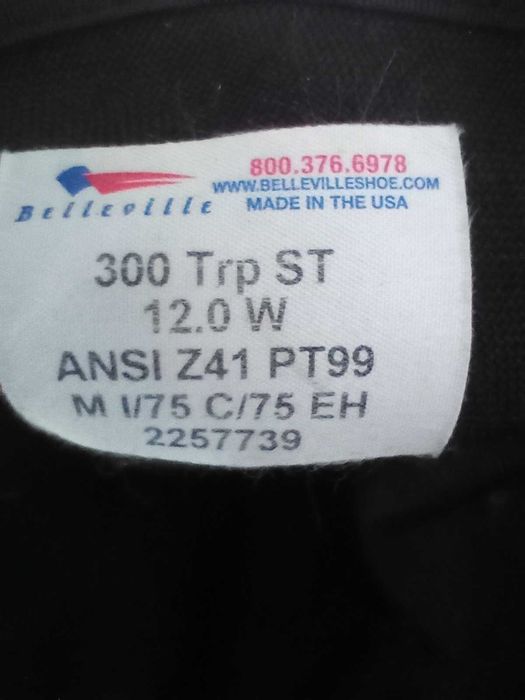 800.376.6978
WWW.BELLEVILLESHOE.COM
MADE IN THE USA
Belleville
300 Trp ST
12.0 W
ANSI Z41 PT99
M I/75 C/75 EH
2257739